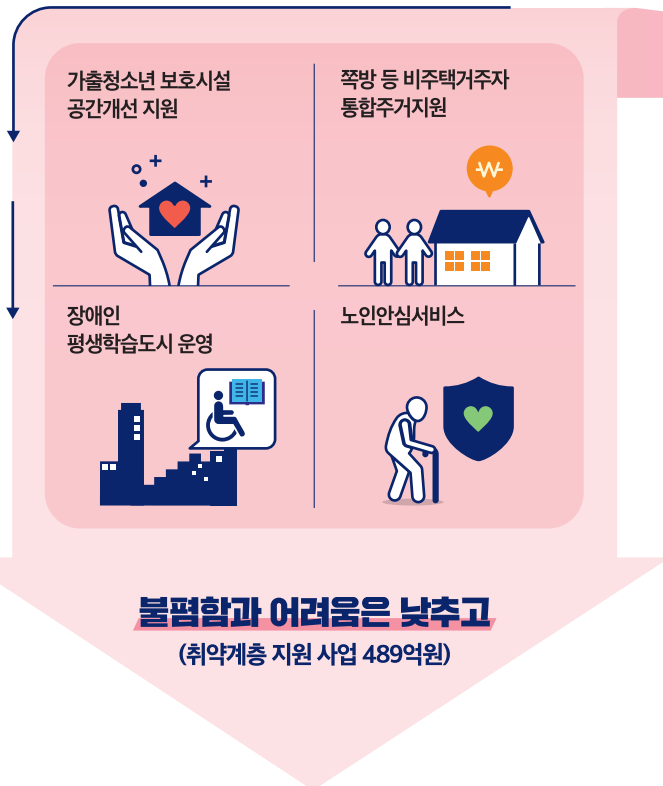 가출청소년 보호시설
공간개선 지원
쪽방 등 비주택거주자
통합주거지원
장애인
평생학습도시 운영
노인안심서비스
불평함과 어려움은 낮추고
(취약계층 지원 사업 489억원)